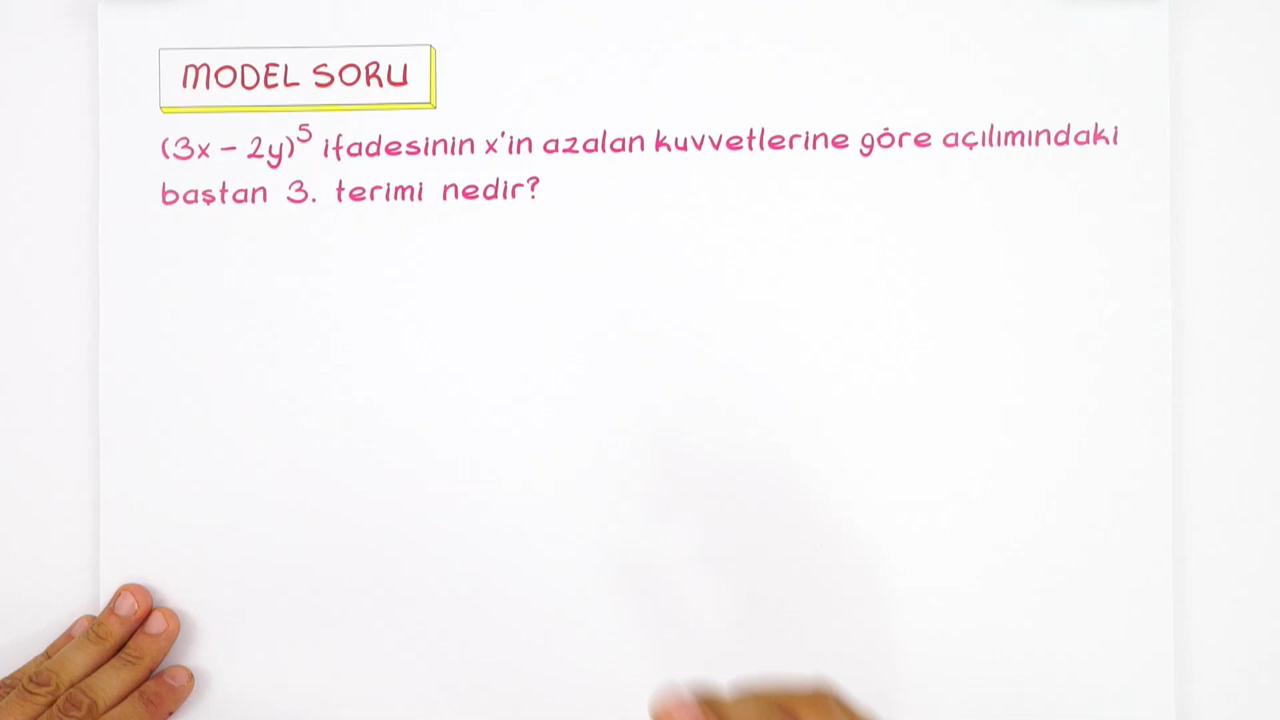 MODEL SORU
(3x - 2y)⁵ ifadesinin x'in azalan kuvvetlerine göre açılımındaki
baştan 3. terimi nedir?